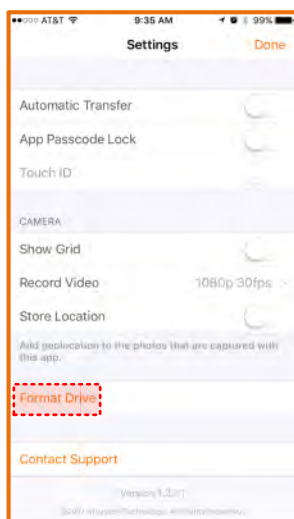 AT&T 9:35 AM 99%
Settings Done
Automatic Transfer
App Passcode Lock
Touch ID
CAMERA
Show Grid
Record Video 1080p 30fps >
Store Location
Add geolocation to the photos that are captured with
this app.
Format Drive
Contact Support